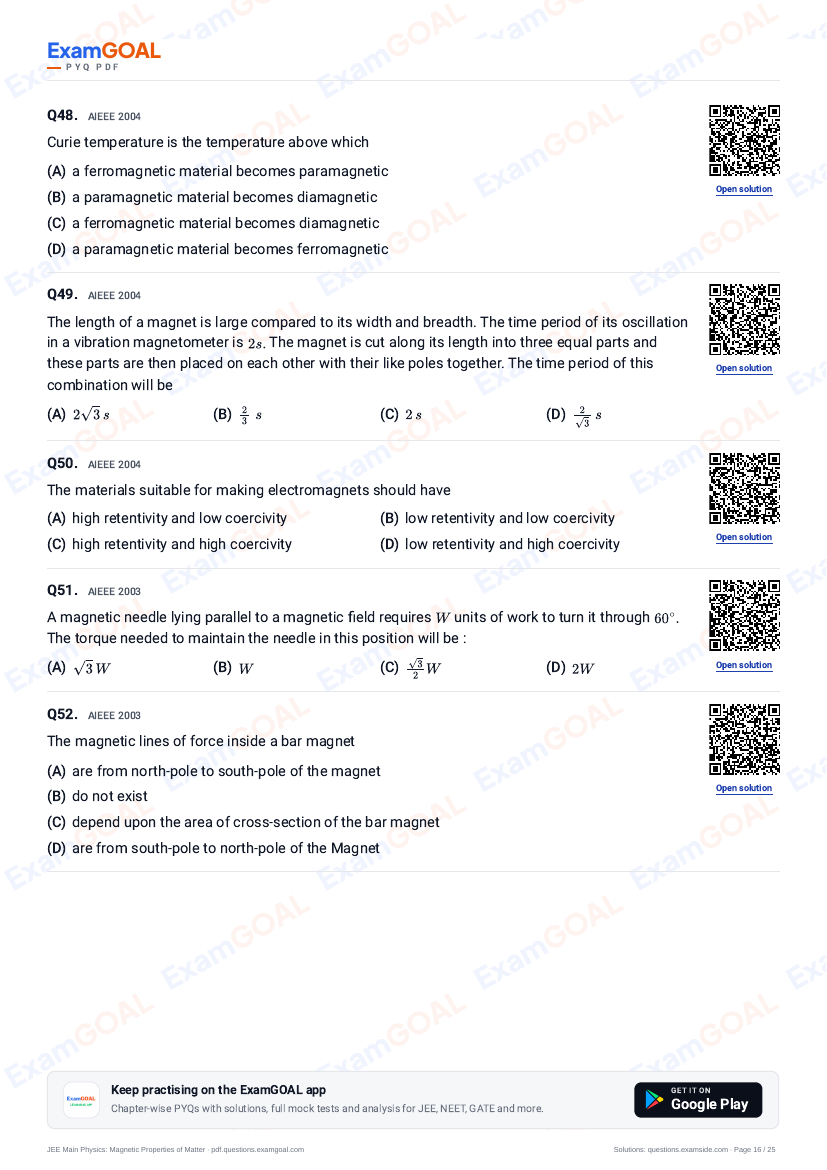 ExamGOAL
PYQ PDF
Q48. AIEEE 2004
Curie temperature is the temperature above which
(A) a ferromagnetic material becomes paramagnetic
(B) a paramagnetic material becomes diamagnetic
(C) a ferromagnetic material becomes diamagnetic
(D) a paramagnetic material becomes ferromagnetic
Open solution
Q49. AIEEE 2004
The length of a magnet is large compared to its width and breadth. The time period of its oscillation
in a vibration magnetometer is 2s. The magnet is cut along its length into three equal parts and
these parts are then placed on each other with their like poles together. The time period of this
combination will be
(A) 2√3 s (B) 2/3 s (C) 2 s (D) 2/√3 s
Open solution
Q50. AIEEE 2004
The materials suitable for making electromagnets should have
(A) high retentivity and low coercivity (B) low retentivity and low coercivity
(C) high retentivity and high coercivity (D) low retentivity and high coercivity
Open solution
Q51. AIEEE 2003
A magnetic needle lying parallel to a magnetic field requires W units of work to turn it through 60°.
The torque needed to maintain the needle in this position will be :
(A) √3 W (B) W (C) √3/2 W (D) 2W
Open solution
Q52. AIEEE 2003
The magnetic lines of force inside a bar magnet
(A) are from north-pole to south-pole of the magnet
(B) do not exist
(C) depend upon the area of cross-section of the bar magnet
(D) are from south-pole to north-pole of the Magnet
Open solution
ExamGOAL
Keep practising on the ExamGOAL app
Chapter-wise PYQs with solutions, full mock tests and analysis for JEE, NEET, GATE and more.
GET IT ON
Google Play
JEE Main Physics: Magnetic Properties of Matter · pdf.questions.examgoal.com
Solutions: questions.examside.com · Page 16 / 25